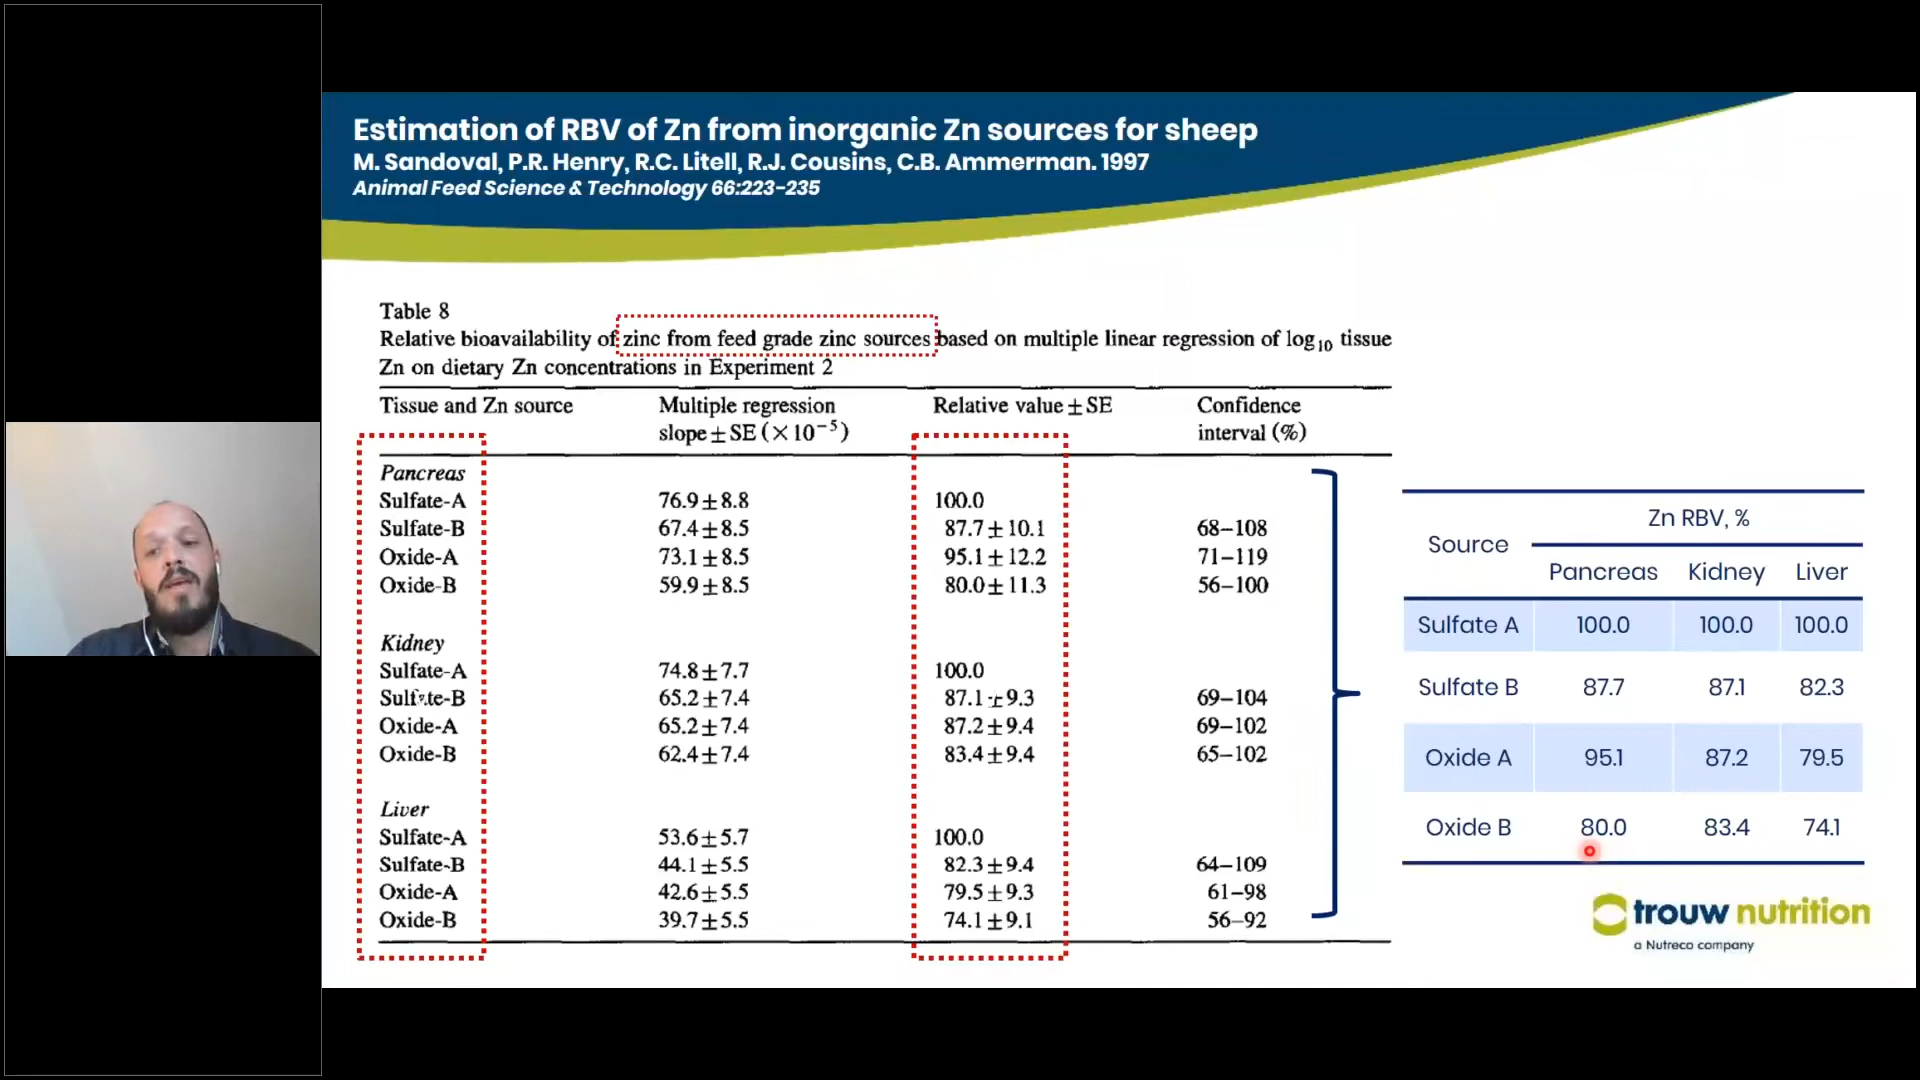 Estimation of RBV of Zn from inorganic Zn sources for sheep
M. Sandoval, P.R. Henry, R.C. Litell, R.J. Cousins, C.B. Ammerman. 1997
Animal Feed Science & Technology 66:223-235
Table 8
Relative bioavailability of zinc from feed grade zinc sources based on multiple linear regression of log10 tissue
Zn on dietary Zn concentrations in Experiment 2
Tissue and Zn source Multiple regression slope ± SE (×10−5) Relative value ± SE Confidence interval (%)
Pancreas
Sulfate-A 76.9 ± 8.8 100.0
Sulfate-B 67.4 ± 8.5 87.7 ± 10.1 68–108
Oxide-A 73.1 ± 8.5 95.1 ± 12.2 71–119
Oxide-B 59.9 ± 8.5 80.0 ± 11.3 56–100
Kidney
Sulfate-A 74.8 ± 7.7 100.0
Sulfate-B 65.2 ± 7.4 87.1 ± 9.3 69–104
Oxide-A 65.2 ± 7.4 87.2 ± 9.4 69–102
Oxide-B 62.4 ± 7.4 83.4 ± 9.4 65–102
Liver
Sulfate-A 53.6 ± 5.7 100.0
Sulfate-B 44.1 ± 5.5 82.3 ± 9.4 64–109
Oxide-A 42.6 ± 5.5 79.5 ± 9.3 61–98
Oxide-B 39.7 ± 5.5 74.1 ± 9.1 56–92
Source Zn RBV, %
Pancreas Kidney Liver
Sulfate A 100.0 100.0 100.0
Sulfate B 87.7 87.1 82.3
Oxide A 95.1 87.2 79.5
Oxide B 80.0 83.4 74.1
trouw nutrition
a Nutreco company